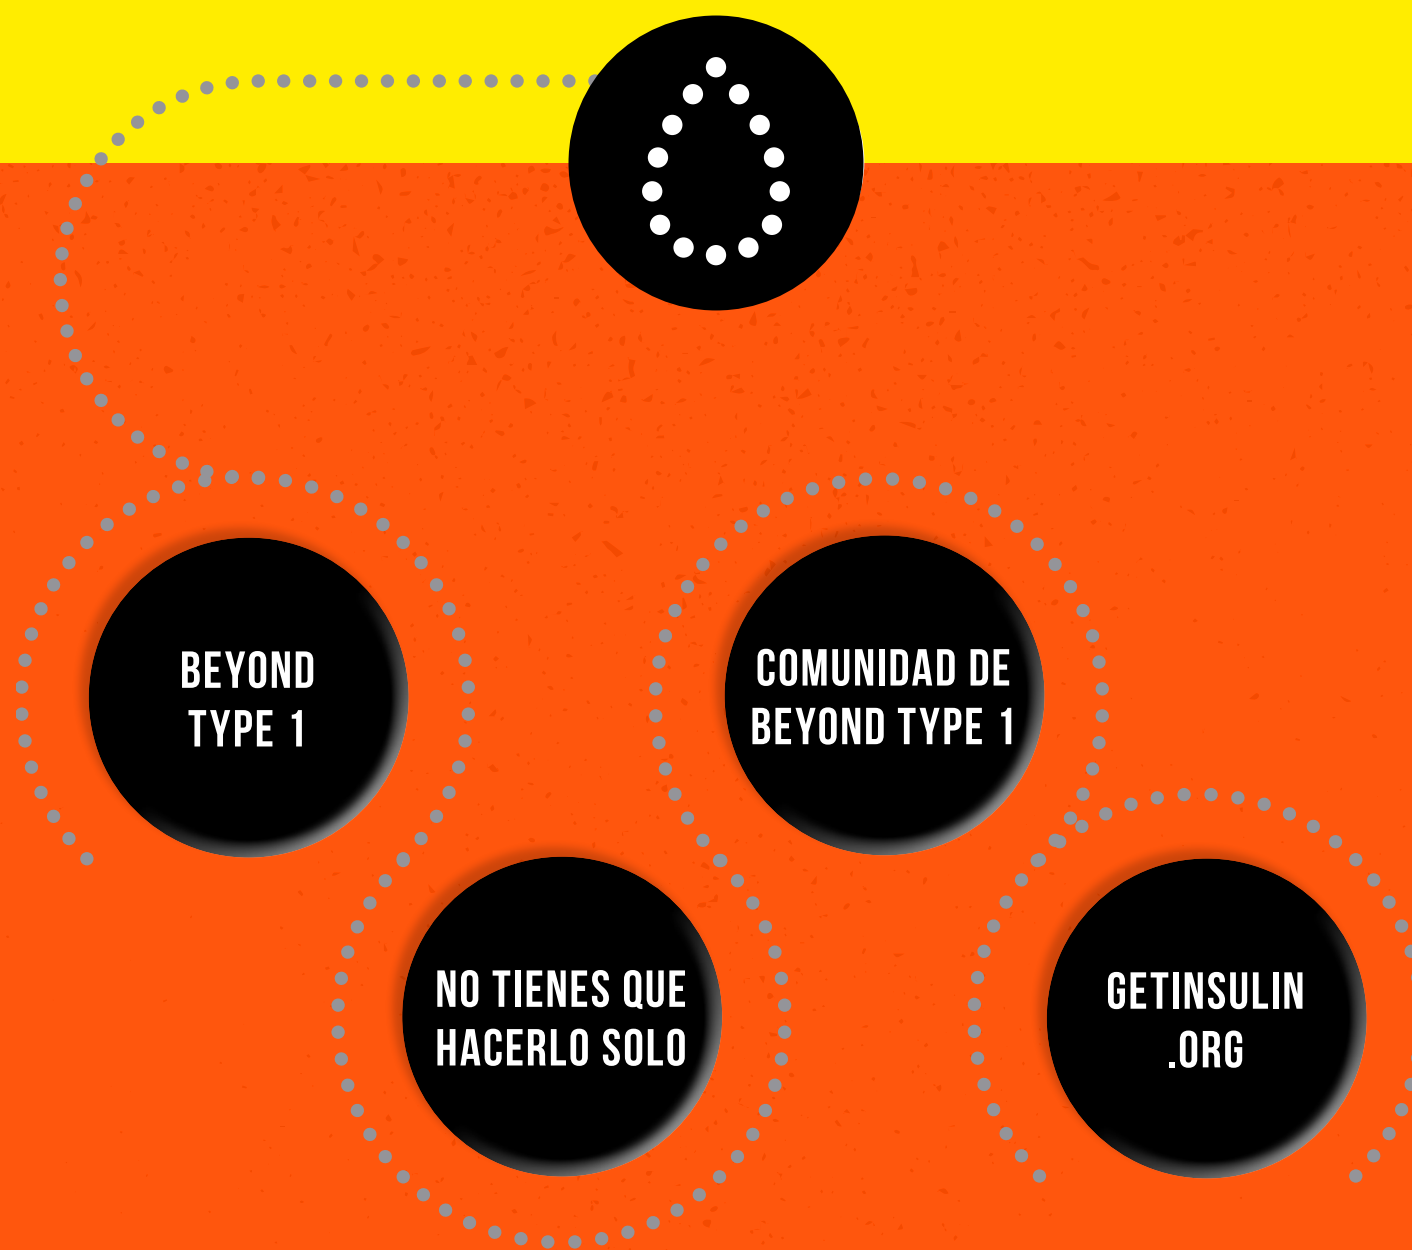 BEYOND
TYPE 1
COMUNIDAD DE
BEYOND TYPE 1
NO TIENES QUE
HACERLO SOLO
GETINSULIN
.ORG